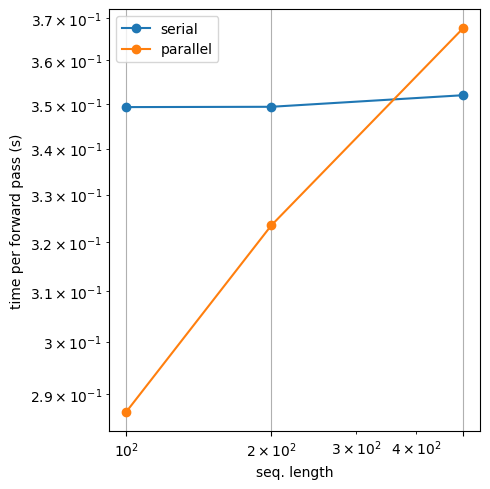 serial
parallel
3.7 × 10⁻¹
3.6 × 10⁻¹
3.5 × 10⁻¹
3.4 × 10⁻¹
3.3 × 10⁻¹
3.2 × 10⁻¹
3.1 × 10⁻¹
3 × 10⁻¹
2.9 × 10⁻¹
time per forward pass (s)
10² 2 × 10² 3 × 10² 4 × 10²
seq. length